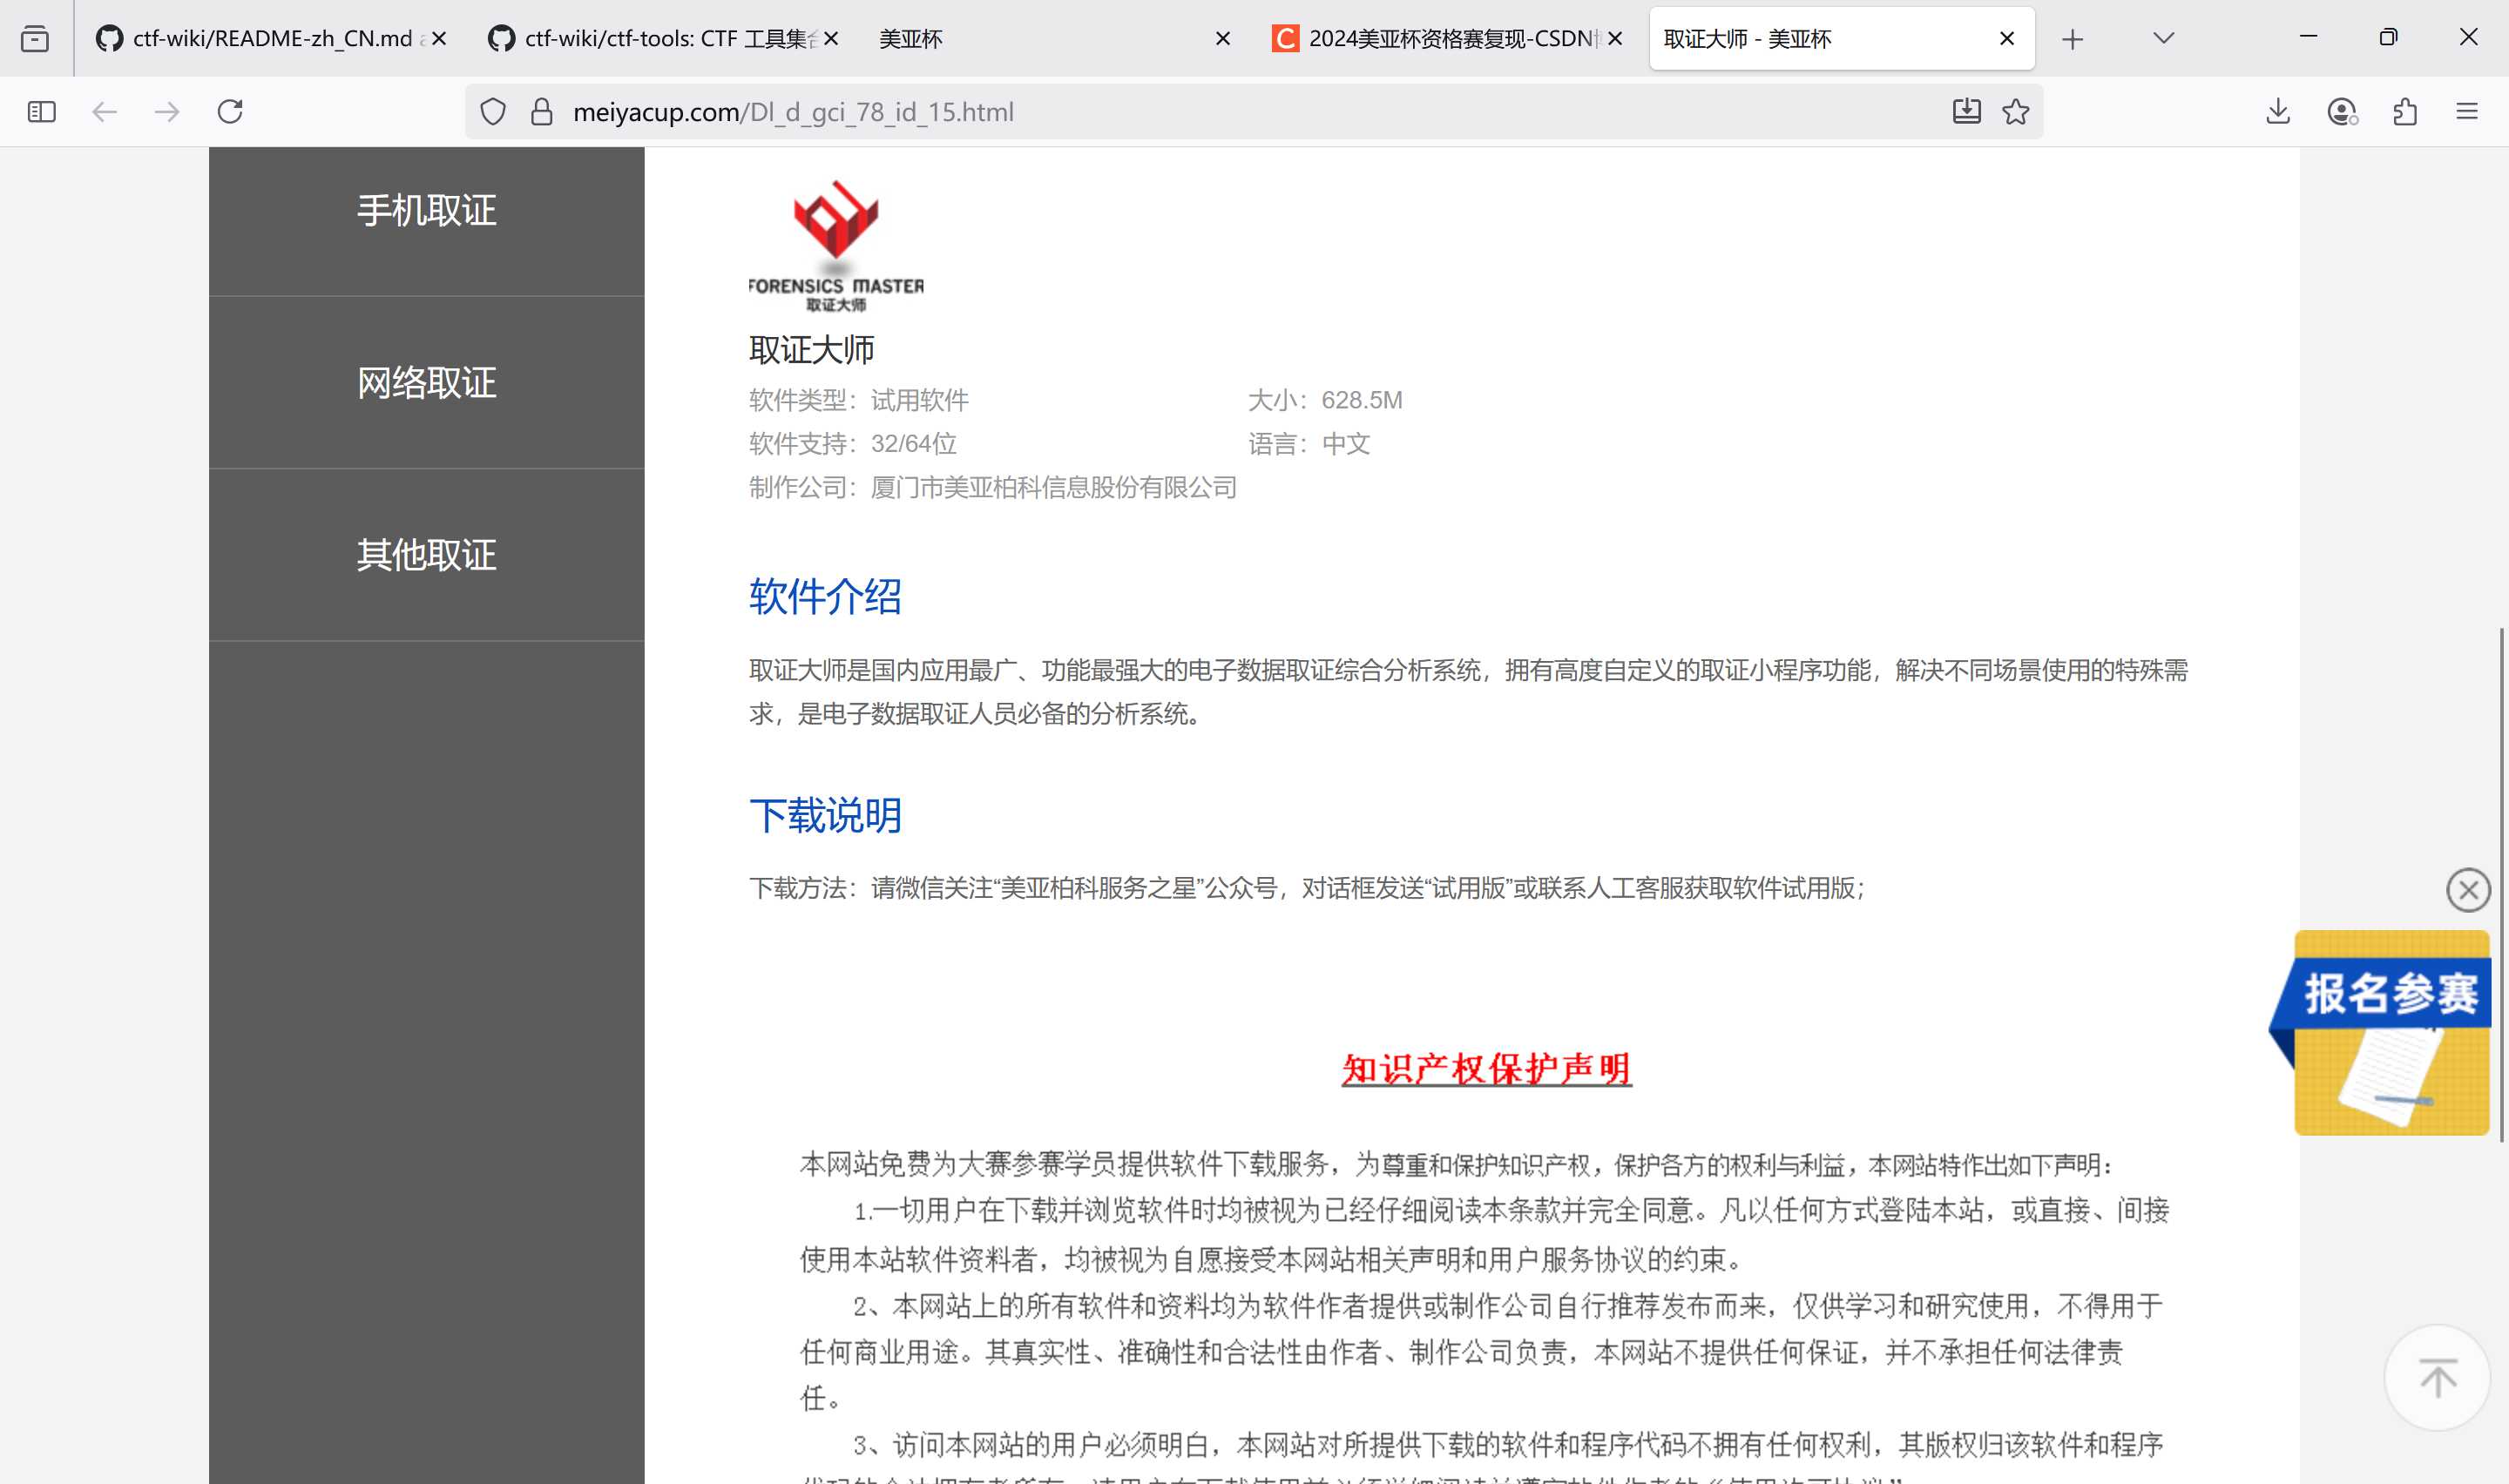 ctf-wiki/README-zh_CN.md
ctf-wiki/ctf-tools: CTF 工具集
美亚杯
2024美亚杯资格赛复现-CSDN
取证大师 - 美亚杯
meiyacup.com/Dl_d_gci_78_id_15.html
手机取证
网络取证
其他取证
FORENSICS MASTER
取证大师
取证大师
软件类型：试用软件
大小：628.5M
软件支持：32/64位
语言：中文
制作公司：厦门市美亚柏科信息股份有限公司
软件介绍
取证大师是国内应用最广、功能最强大的电子数据取证综合分析系统，拥有高度自定义的取证小程序功能，解决不同场景使用的特殊需
求，是电子数据取证人员必备的分析系统。
下载说明
下载方法：请微信关注“美亚柏科服务之星”公众号，对话框发送“试用版”或联系人工客服获取软件试用版；
报名参赛
知识产权保护声明
本网站免费为大赛参赛学员提供软件下载服务，为尊重和保护知识产权，保护各方的权利与利益，本网站特作出如下声明：
1.一切用户在下载并浏览软件时均被视为已经仔细阅读本条款并完全同意。凡以任何方式登陆本站，或直接、间接
使用本站软件资料者，均被视为自愿接受本网站相关声明和用户服务协议的约束。
2、本网站上的所有软件和资料均为软件作者提供或制作公司自行推荐发布而来，仅供学习和研究使用，不得用于
任何商业用途。其真实性、准确性和合法性由作者、制作公司负责，本网站不提供任何保证，并不承担任何法律责
任。
3、访问本网站的用户必须明白，本网站对所提供下载的软件和程序代码不拥有任何权利，其版权归该软件和程序